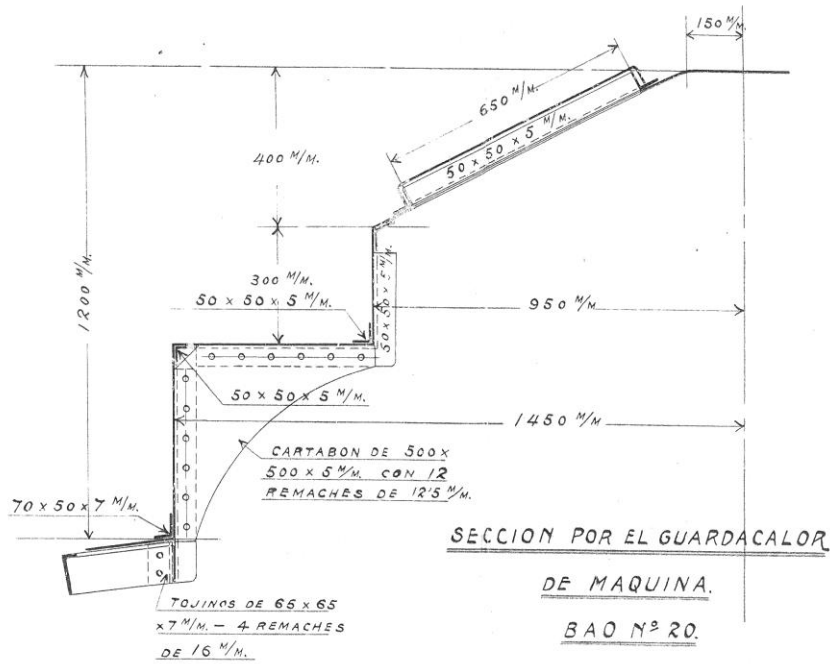 150 M/M.
650 M/M.
50 x 50 x 5 M/M.
400 M/M.
1200 M/M.
300 M/M.
50 x 50 x 5 M/M.
50 x 50 x 5 M/M.
950 M/M
50 x 50 x 5 M/M.
1450 M/M
CARTABON DE 500 x
500 x 5 M/M. CON 12
REMACHES DE 12'5 M/M.
70 x 50 x 7 M/M.
TOJINOS DE 65 x 65
x 7 M/M. — 4 REMACHES
DE 16 M/M.
SECCION POR EL GUARDACALOR
DE MAQUINA.
BAO Nº 20.